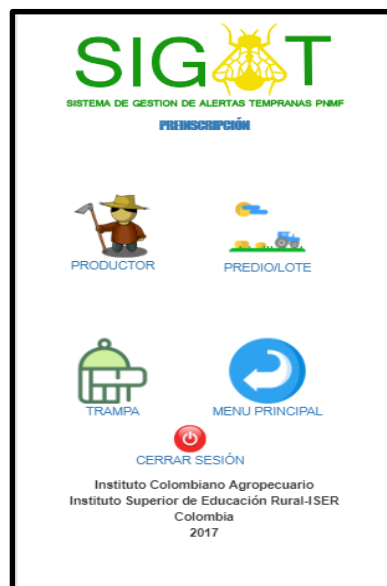 SIGAT
SISTEMA DE GESTION DE ALERTAS TEMPRANAS PNMF
PREINSCRIPCIÓN
PRODUCTOR
PREDIO/LOTE
TRAMPA
MENU PRINCIPAL
CERRAR SESIÓN
Instituto Colombiano Agropecuario
Instituto Superior de Educación Rural-ISER
Colombia
2017